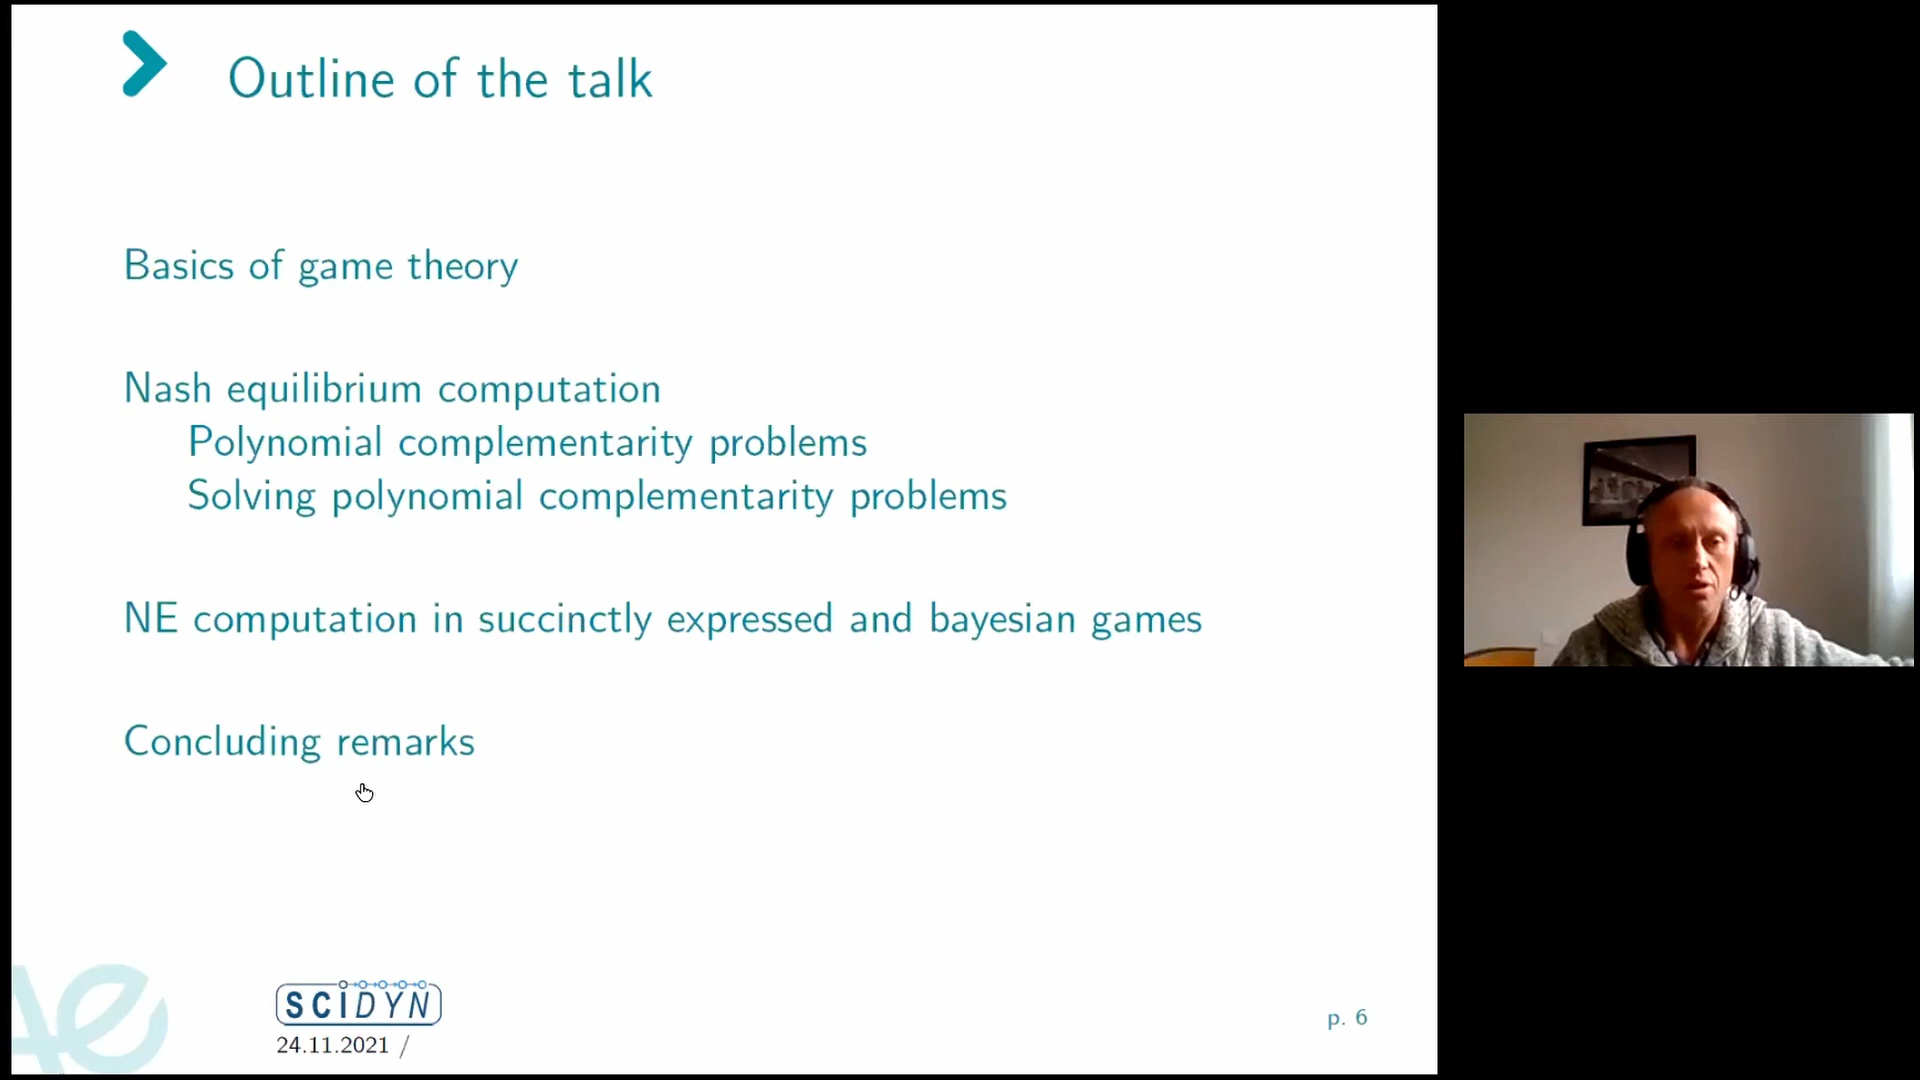 Outline of the talk
Basics of game theory
Nash equilibrium computation
Polynomial complementarity problems
Solving polynomial complementarity problems
NE computation in succinctly expressed and bayesian games
Concluding remarks
SCIDYN
24.11.2021 /
p. 6